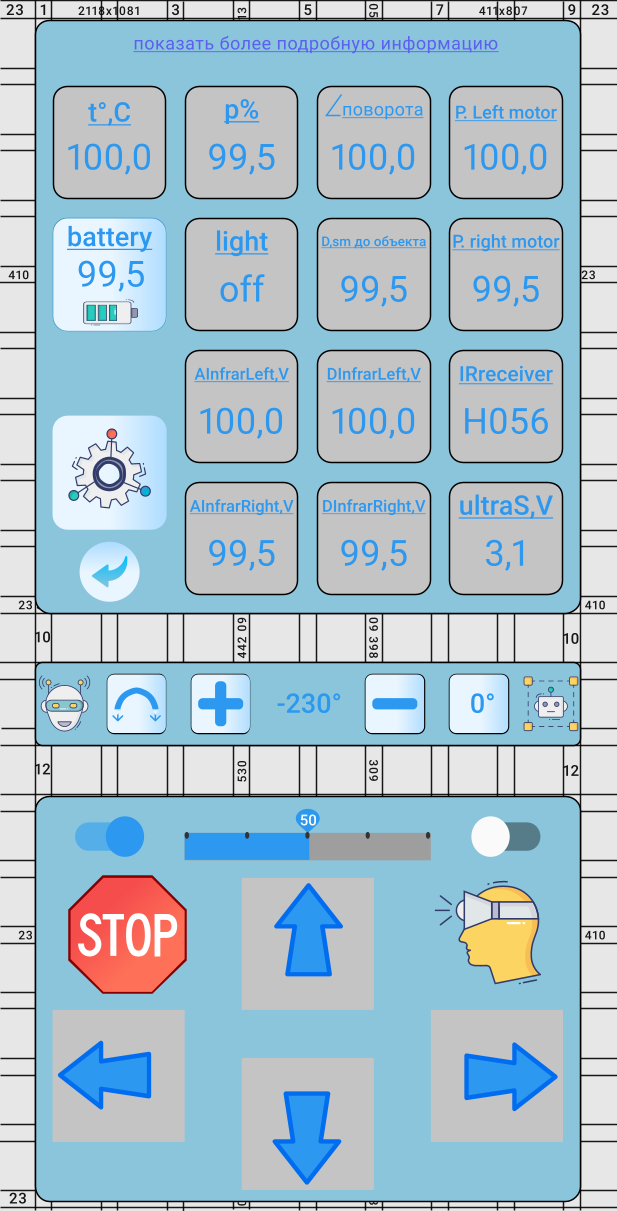 23 1 2118x1081 3 13 5 05 7 411x807 9 23
показать более подробную информацию
t°,C p% ∠поворота P. Left motor
100,0 99,5 100,0 100,0
battery light D,sm до объекта P. right motor
410 99,5 off 99,5 99,5 23
AInfrarLeft,V DInfrarLeft,V IRreceiver
100,0 100,0 H056
AInfrarRight,V DInfrarRight,V ultraS,V
99,5 99,5 3,1
23 410
10 442 09 09 398 10
-230° 0°
12 530 309 12
50
STOP
23 410
23